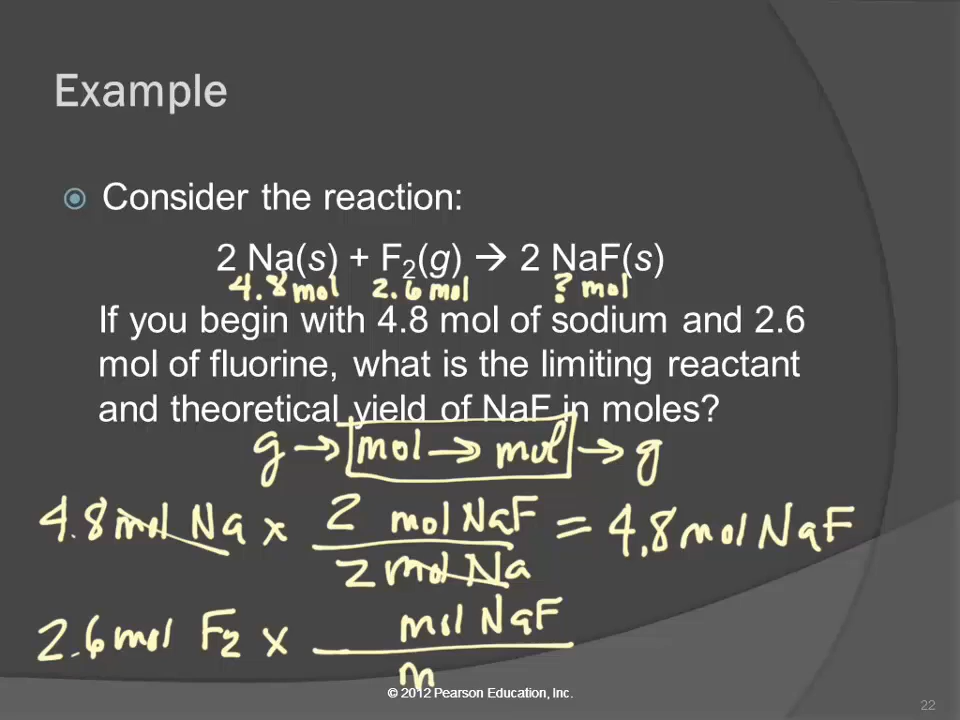 Example
Consider the reaction:
2 Na(s) + F₂(g) → 2 NaF(s)
4.8 mol 2.6 mol ? mol
If you begin with 4.8 mol of sodium and 2.6
mol of fluorine, what is the limiting reactant
and theoretical yield of NaF in moles?
g → mol → mol → g
4.8 mol Na x 2 mol NaF = 4.8 mol NaF
2 mol Na
2.6 mol F₂ x mol NaF
m
© 2012 Pearson Education, Inc.
22